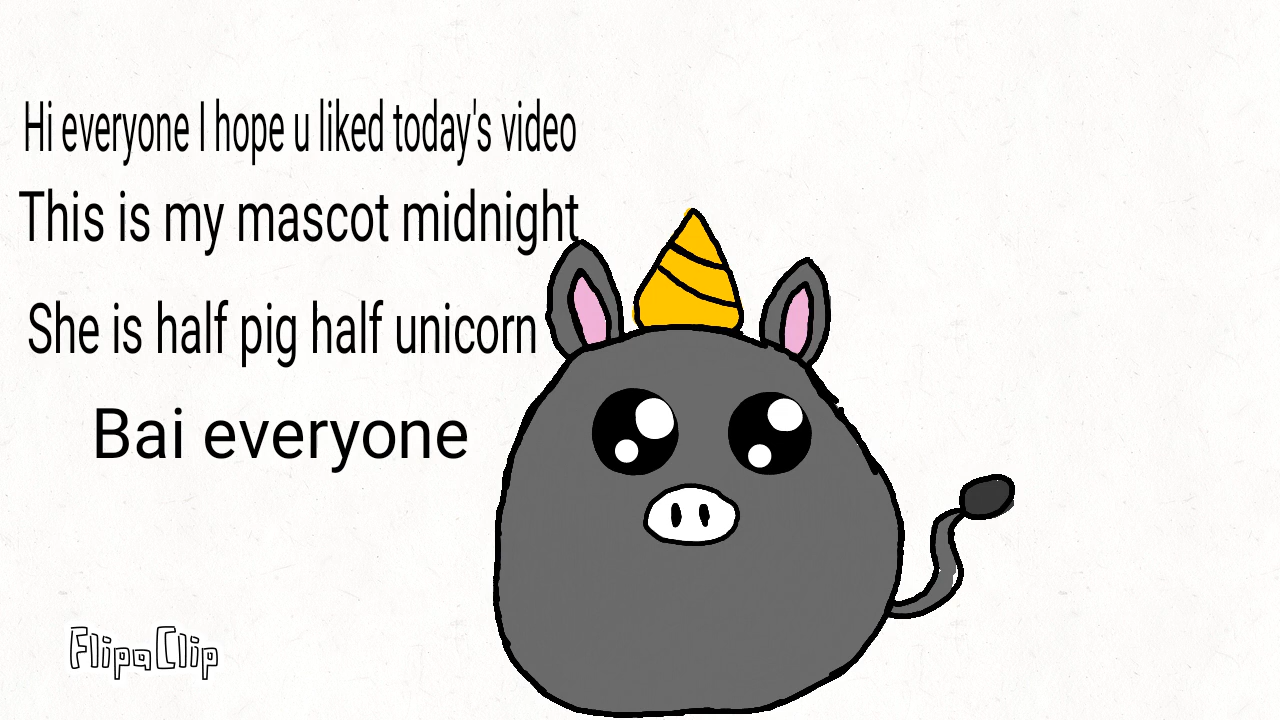 Hi everyone I hope u liked today's video
This is my mascot midnight
She is half pig half unicorn
Bai everyone
FlipaClip